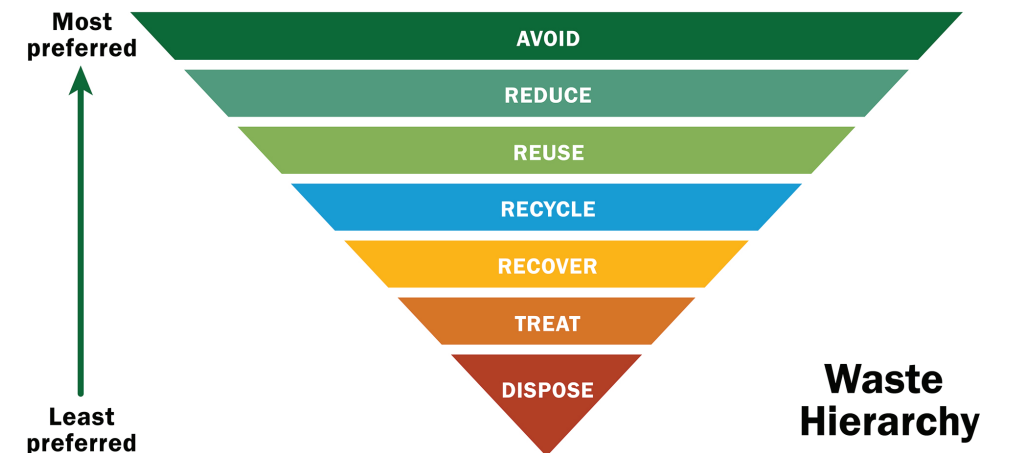 Most
preferred
AVOID
REDUCE
REUSE
RECYCLE
RECOVER
TREAT
DISPOSE
Least
preferred
Waste
Hierarchy